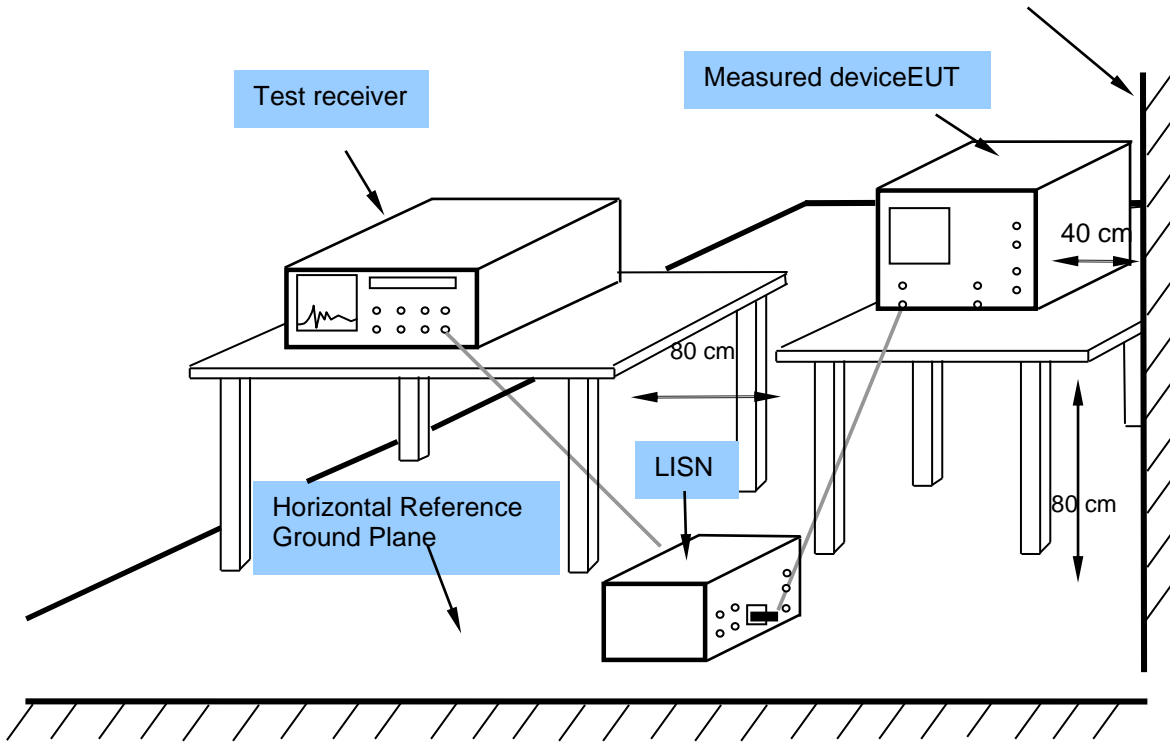 Measured deviceEUT
Test receiver
40 cm
80 cm
LISN
Horizontal Reference
Ground Plane
80 cm